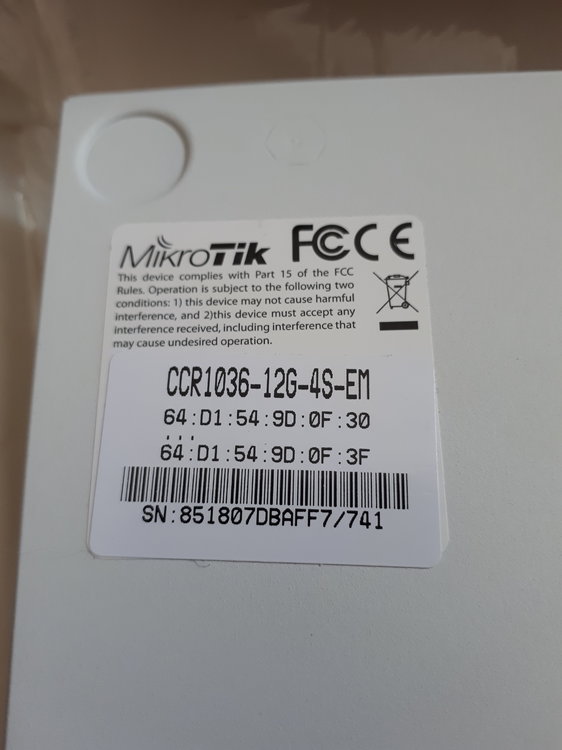 MikroTik FCC CE
This device complies with Part 15 of the FCC
Rules. Operation is subject to the following two
conditions: 1) this device may not cause harmful
interference, and 2)this device must accept any
interference received, including interference that
may cause undesired operation.
CCR1036-12G-4S-EM
64:D1:54:9D:0F:30
...
64:D1:54:9D:0F:3F
SN:851807DBAFF7/741